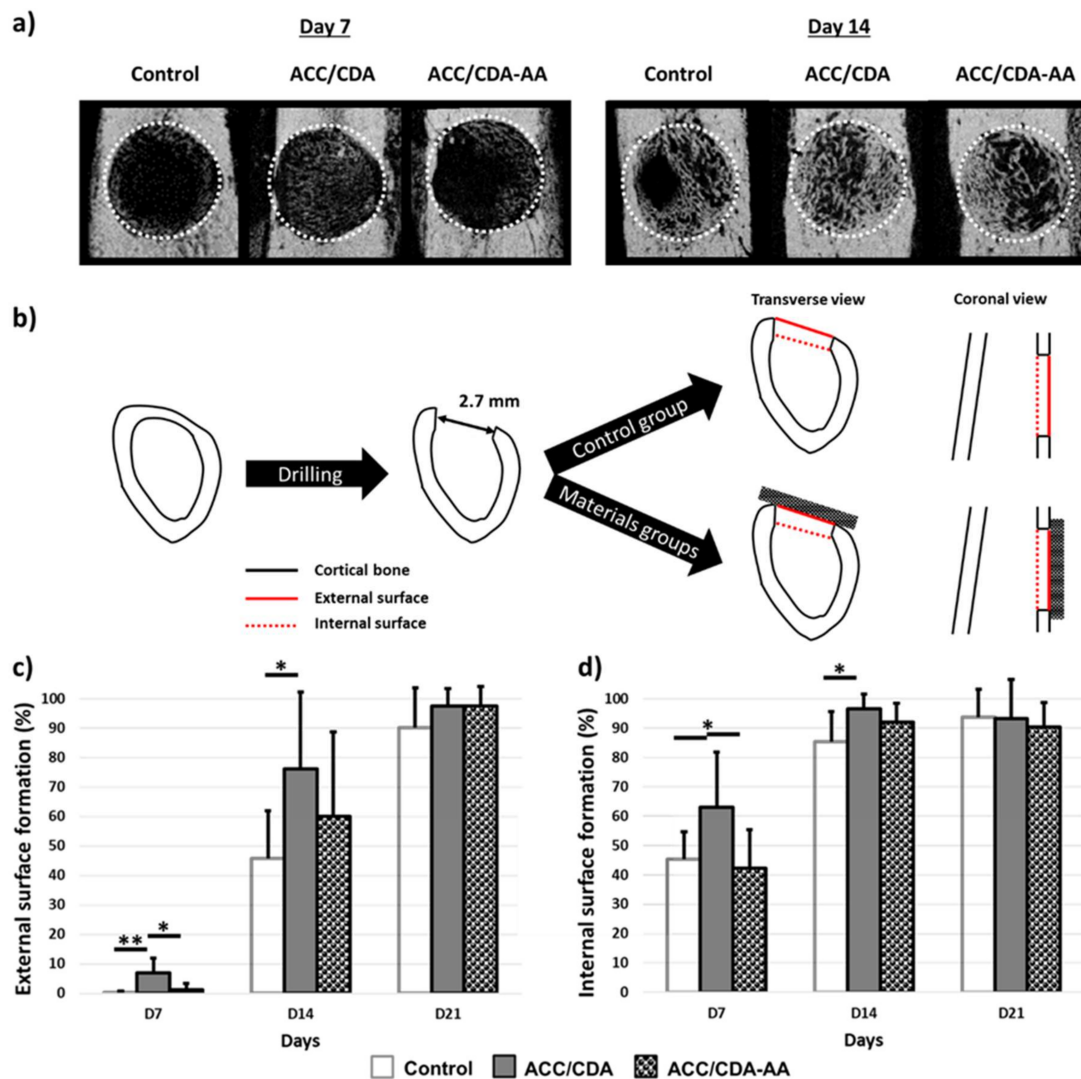 a)
Day 7
Day 14
Control
ACC/CDA
ACC/CDA-AA
Control
ACC/CDA
ACC/CDA-AA
b)
Transverse view
Coronal view
2.7 mm
Drilling
Control group
Materials groups
Cortical bone
External surface
Internal surface
c)
External surface formation (%)
100
90
80
70
60
50
40
30
20
10
0
**
*
*
D7
D14
D21
Days
d)
Internal surface formation (%)
100
90
80
70
60
50
40
30
20
10
0
*
*
D7
D14
D21
Days
Control
ACC/CDA
ACC/CDA-AA